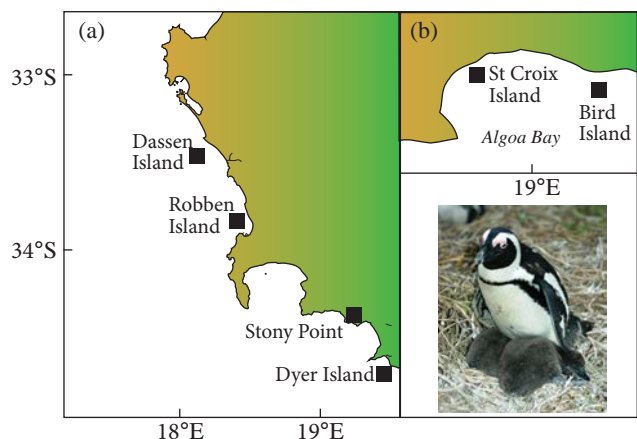 (a)
33°S
Dassen
Island
Robben
Island
34°S
Stony Point
Dyer Island
18°E
19°E
(b)
St Croix
Island
Bird
Island
Algoa Bay
19°E